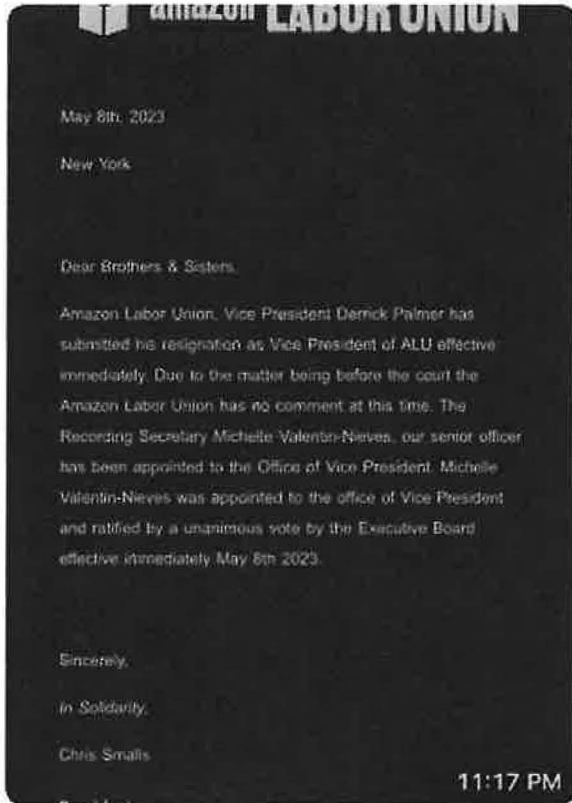 amazon LABOR UNION
May 8th, 2023
New York
Dear Brothers & Sisters,
Amazon Labor Union, Vice President Derrick Palmer has
submitted his resignation as Vice President of ALU effective
immediately. Due to the matter being before the court the
Amazon Labor Union has no comment at this time. The
Recording Secretary Michelle Valentin-Nieves, our senior officer
has been appointed to the Office of Vice President. Michelle
Valentin-Nieves was appointed to the office of Vice President
and ratified by a unanimous vote by the Executive Board
effective immediately May 8th 2023.
Sincerely,
In Solidarity,
Chris Smalls
11:17 PM